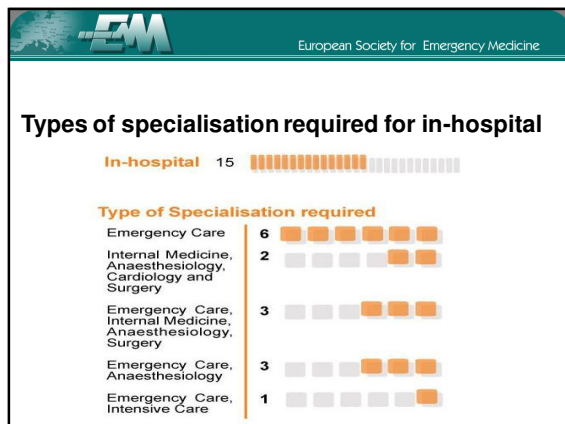 EM
European Society for Emergency Medicine
Types of specialisation required for in-hospital
In-hospital 15
Type of Specialisation required
Emergency Care 6
Internal Medicine, 2
Anaesthesiology,
Cardiology and
Surgery
Emergency Care, 3
Internal Medicine,
Anaesthesiology,
Surgery
Emergency Care, 3
Anaesthesiology
Emergency Care, 1
Intensive Care